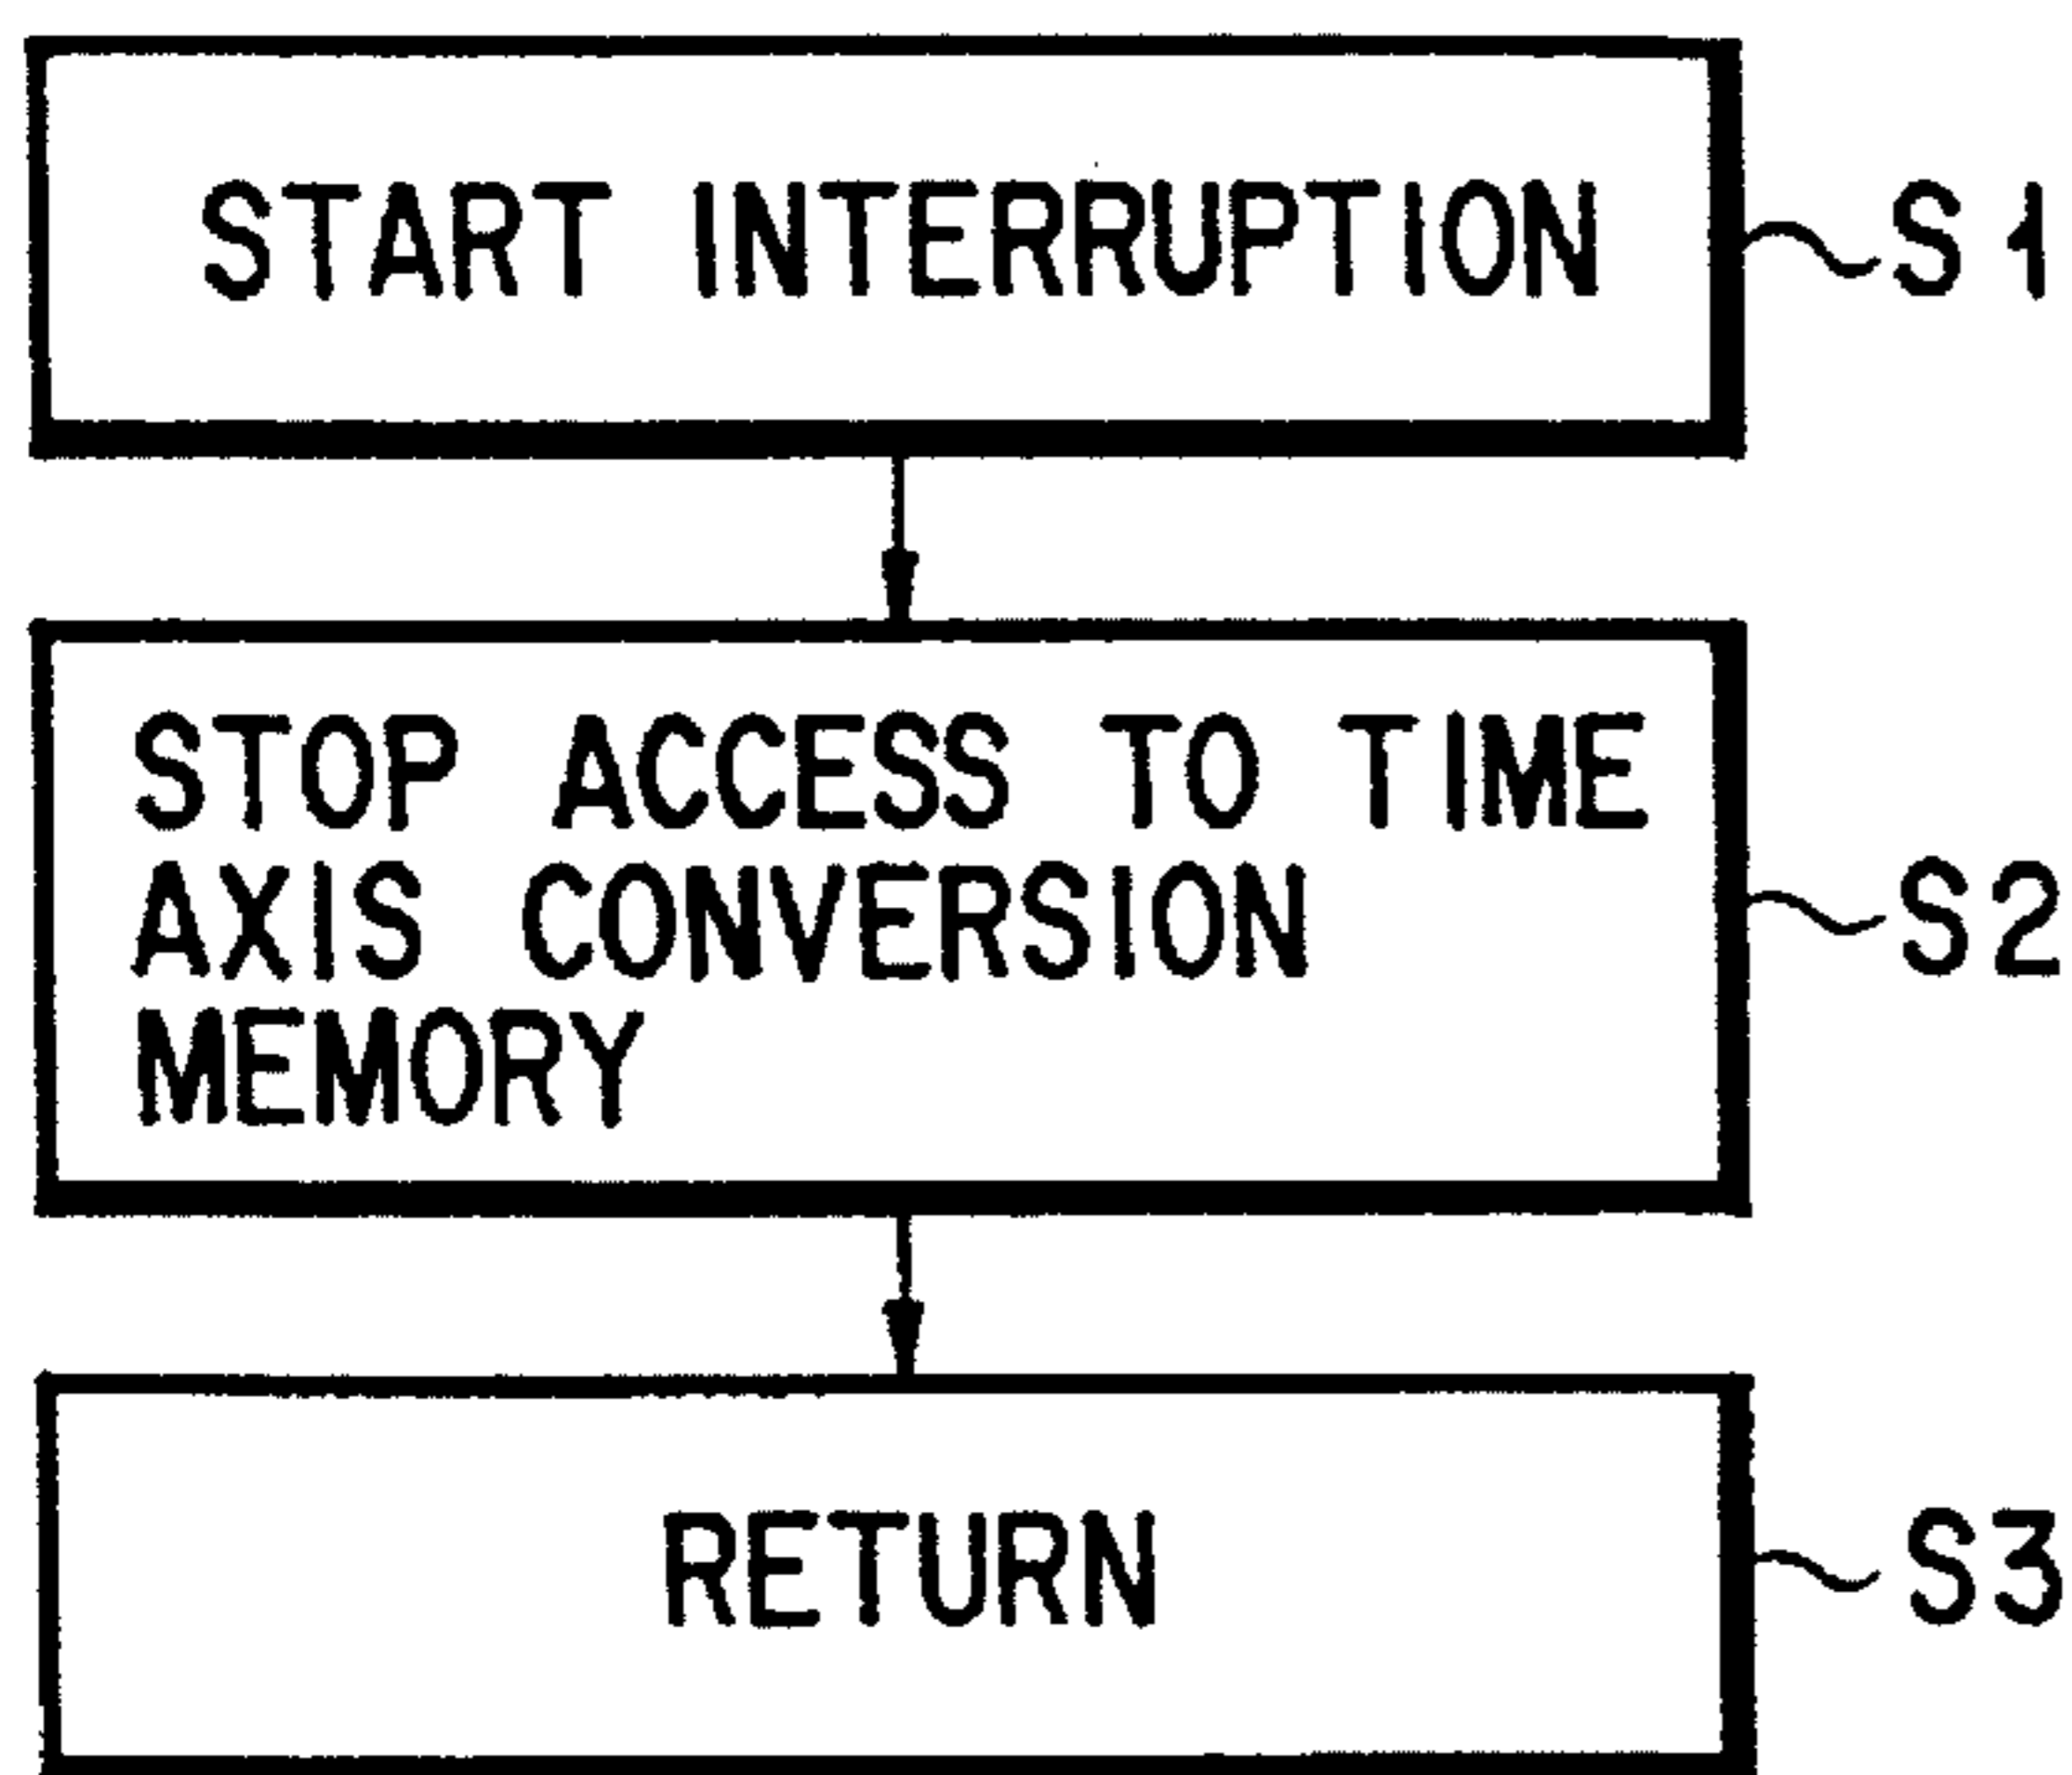 START INTERRUPTION
S1
STOP ACCESS TO TIME
AXIS CONVERSION
MEMORY
S2
RETURN
S3